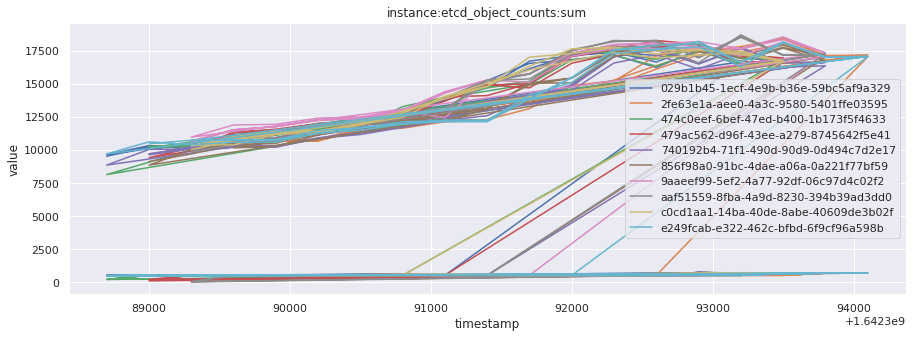 instance:etcd_object_counts:sum
value
17500
15000
12500
10000
7500
5000
2500
0
029b1b45-1ecf-4e9b-b36e-59bc5af9a329
2fe63e1a-aee0-4a3c-9580-5401ffe03595
474c0eef-6bef-47ed-b400-1b173f5f4633
479ac562-d96f-43ee-a279-8745642f5e41
740192b4-71f1-490d-90d9-0d494c7d2e17
856f98a0-91bc-4dae-a06a-0a221f77bf59
9aaeef99-5ef2-4a77-92df-06c97d4c02f2
aaf51559-8fba-4a9d-8230-394b39ad3dd0
c0cd1aa1-14ba-40de-8abe-40609de3b02f
e249fcab-e322-462c-bfbd-6f9cf96a598b
89000 90000 91000 92000 93000 94000
+1.6423e9
timestamp